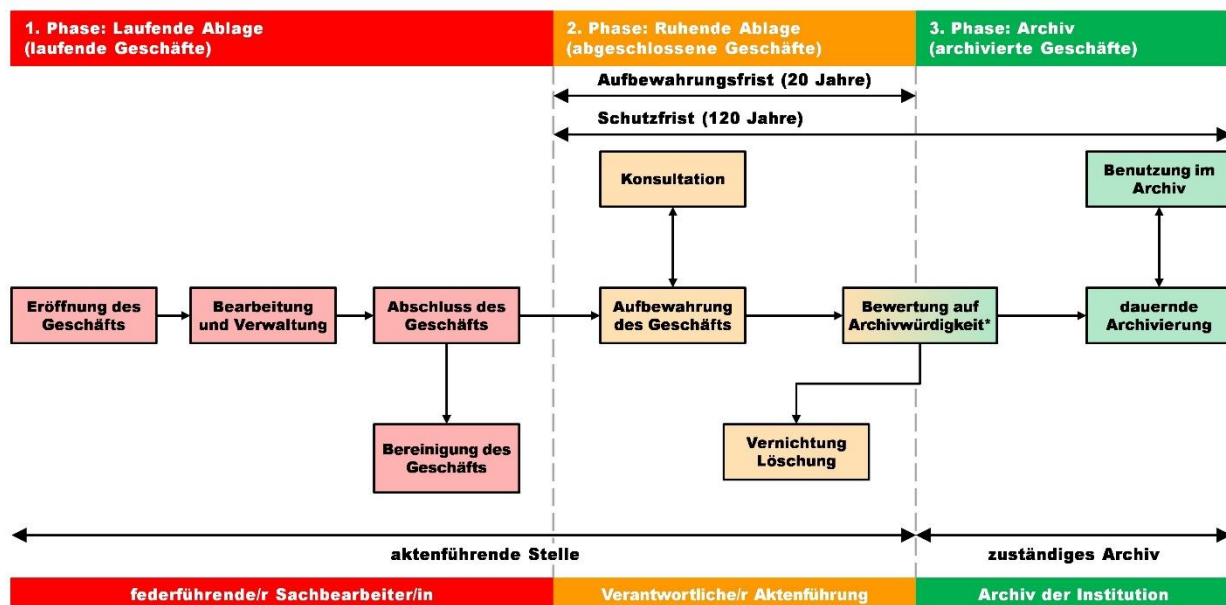 1. Phase: Laufende Ablage
(laufende Geschäfte)
2. Phase: Ruhende Ablage
(abgeschlossene Geschäfte)
3. Phase: Archiv
(archivierte Geschäfte)
Aufbewahrungsfrist (20 Jahre)
Schutzfrist (120 Jahre)
Konsultation
Benutzung im
Archiv
Eröffnung des
Geschäfts
Bearbeitung
und Verwaltung
Abschluss des
Geschäfts
Aufbewahrung
des Geschäfts
Bewertung auf
Archivwürdigkeit*
dauernde
Archivierung
Bereinigung des
Geschäfts
Vernichtung
Löschung
aktenführende Stelle
zuständiges Archiv
federführende/r Sachbearbeiter/in
Verantwortliche/r Aktenführung
Archiv der Institution